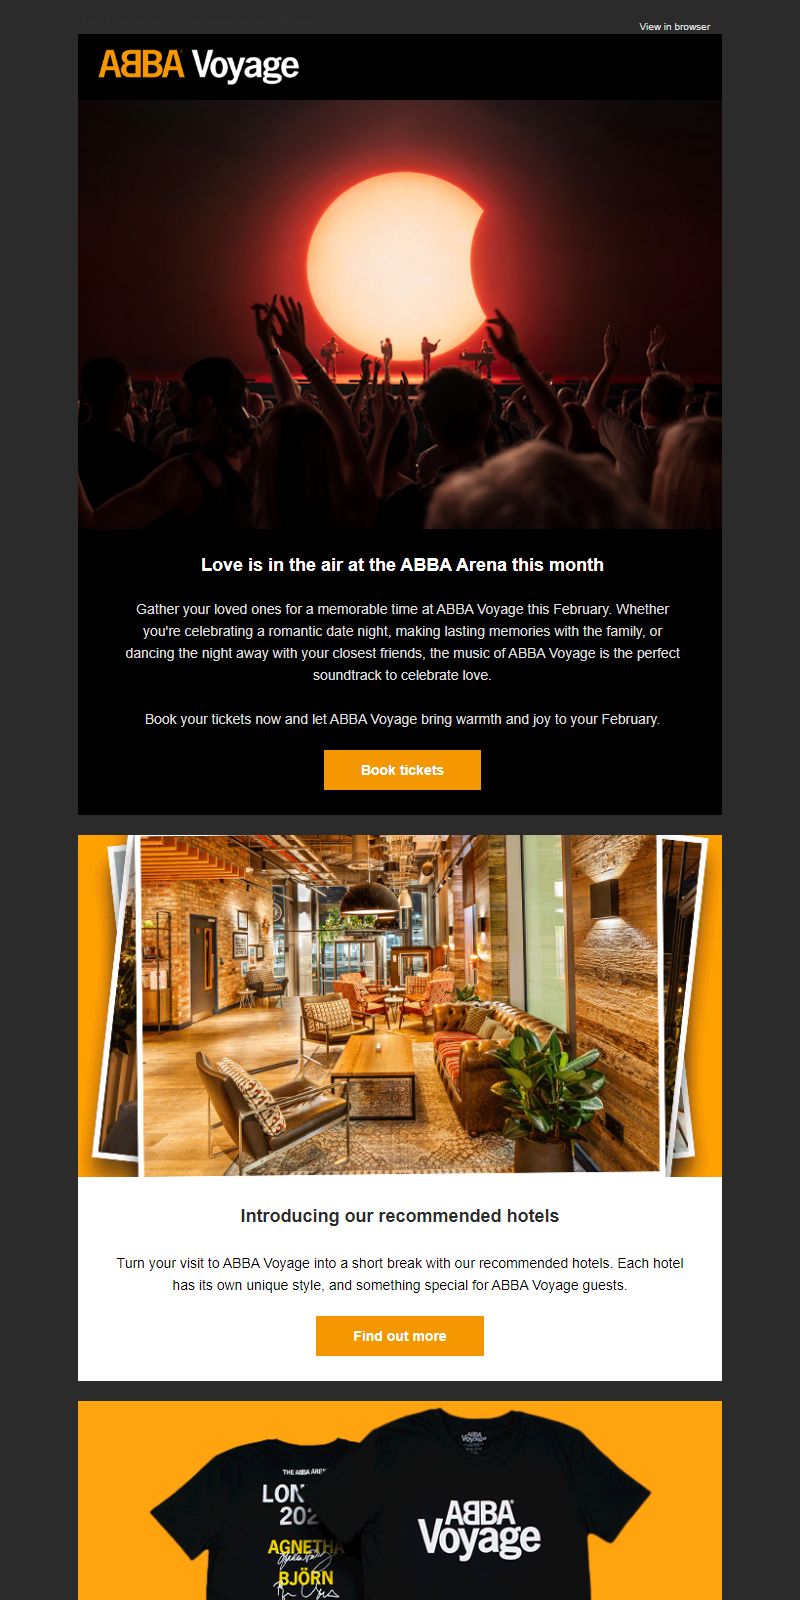 View in browser
ABBA Voyage
Love is in the air at the ABBA Arena this month
Gather your loved ones for a memorable time at ABBA Voyage this February. Whether
you're celebrating a romantic date night, making lasting memories with the family, or
dancing the night away with your closest friends, the music of ABBA Voyage is the perfect
soundtrack to celebrate love.
Book your tickets now and let ABBA Voyage bring warmth and joy to your February.
Book tickets
Introducing our recommended hotels
Turn your visit to ABBA Voyage into a short break with our recommended hotels. Each hotel
has its own unique style, and something special for ABBA Voyage guests.
Find out more
ABBA
Voyage
THE ABBA AREN
LON
202
AGNETHA
BJÖRN
ABBA
Voyage